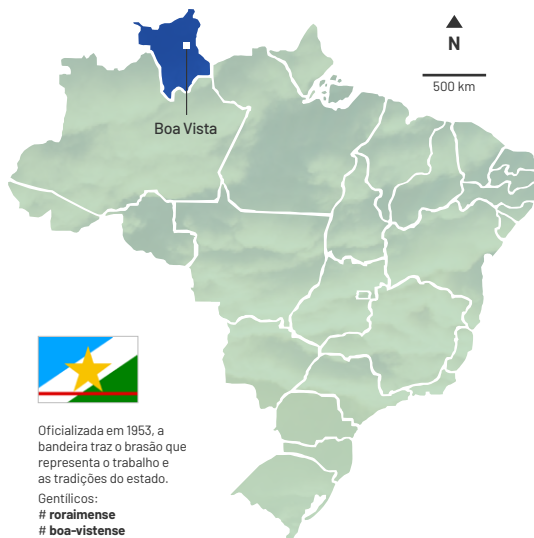 N
500 km
Boa Vista
Oficializada em 1953, a
bandeira traz o brasão que
representa o trabalho e
as tradições do estado.
Gentílicos:
# roraimense
# boa-vistense